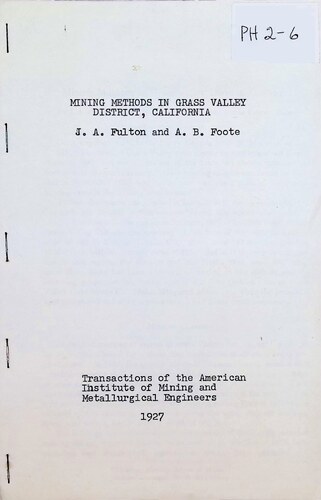 PH 2-6
MINING METHODS IN GRASS VALLEY
DISTRICT, CALIFORNIA
J. A. Fulton and A. B. Foote
Transactions of the American
Institute of Mining and
Metallurgical Engineers
1927